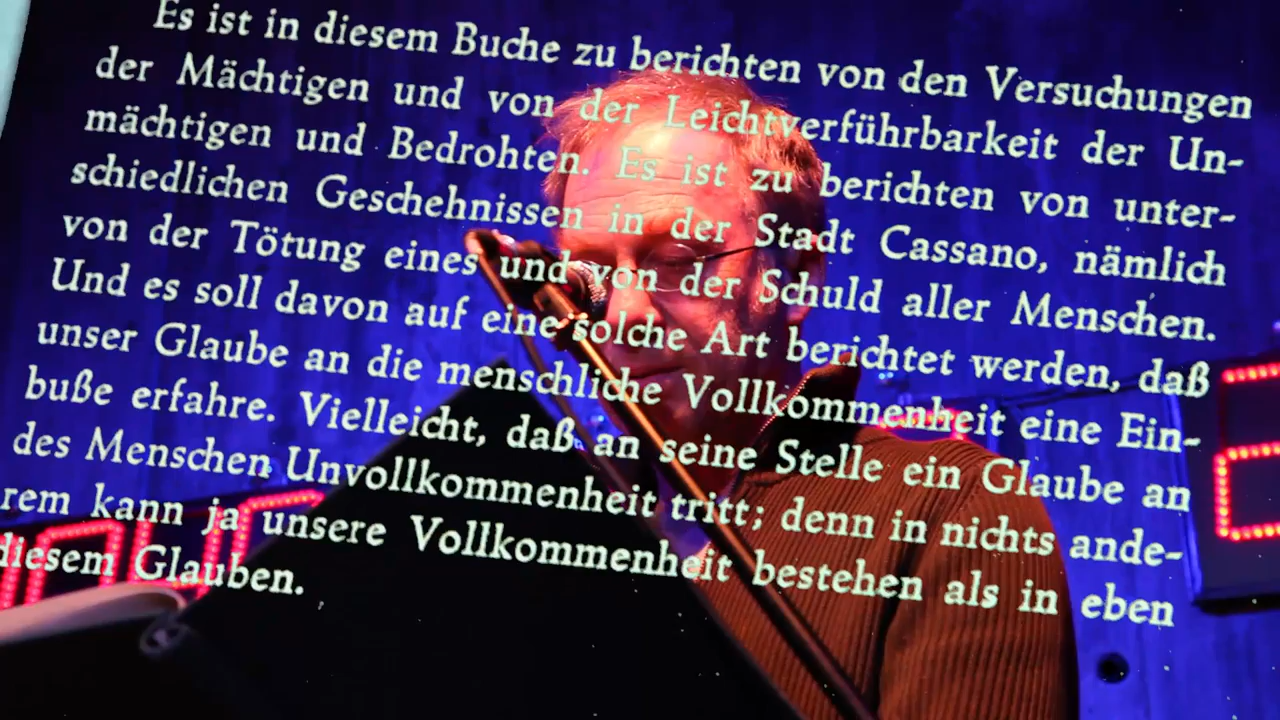 Es ist in diesem Buche zu berichten von den Versuchungen
der Mächtigen und von der Leichtverführbarkeit der Un-
mächtigen und Bedrohten. Es ist zu berichten von unter-
schiedlichen Geschehnissen in der Stadt Cassano, nämlich
von der Tötung eines und von der Schuld aller Menschen.
Und es soll davon auf eine solche Art berichtet werden, daß
unser Glaube an die menschliche Vollkommenheit eine Ein-
buße erfahre. Vielleicht, daß an seine Stelle ein Glaube an
des Menschen Unvollkommenheit tritt; denn in nichts ande-
rem kann ja unsere Vollkommenheit bestehen als in eben
diesem Glauben.